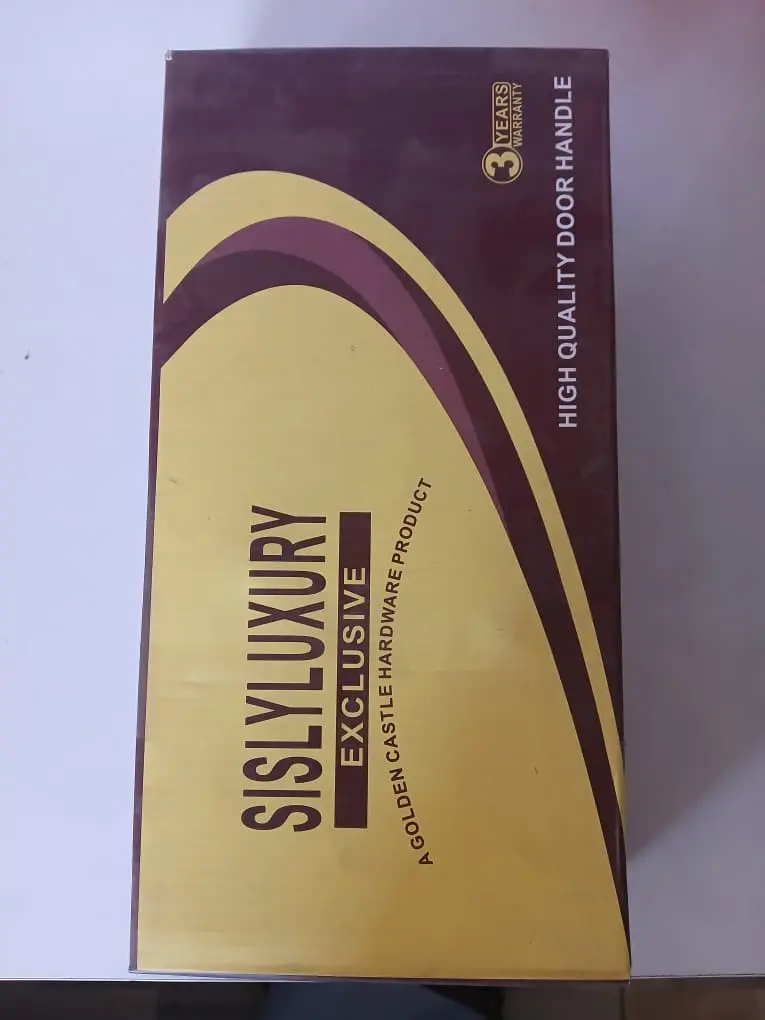 SISLYLUXURY
EXCLUSIVE
A GOLDEN CASTLE HARDWARE PRODUCT
3 YEARS
WARRANTY
HIGH QUALITY DOOR HANDLE